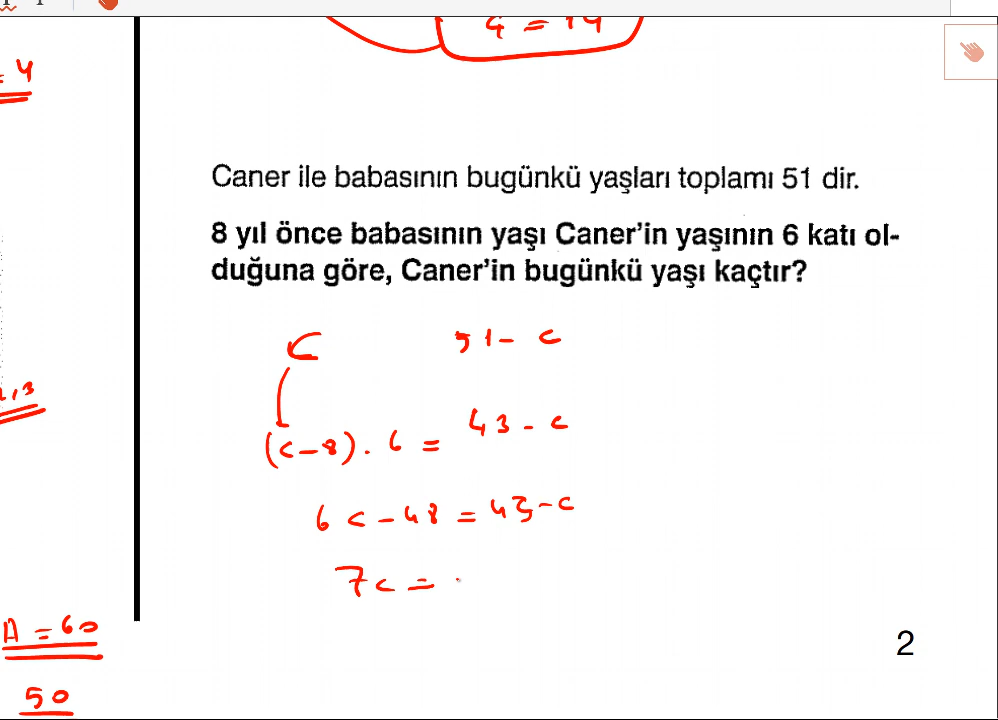 Ç = 14
= 4
Caner ile babasının bugünkü yaşları toplamı 51 dir.
8 yıl önce babasının yaşı Caner'in yaşının 6 katı ol-
duğuna göre, Caner'in bugünkü yaşı kaçtır?
C 51 - c
,3
(c-8) . 6 = 43 - c
6c - 48 = 43 - c
7c =
A = 60
2
50